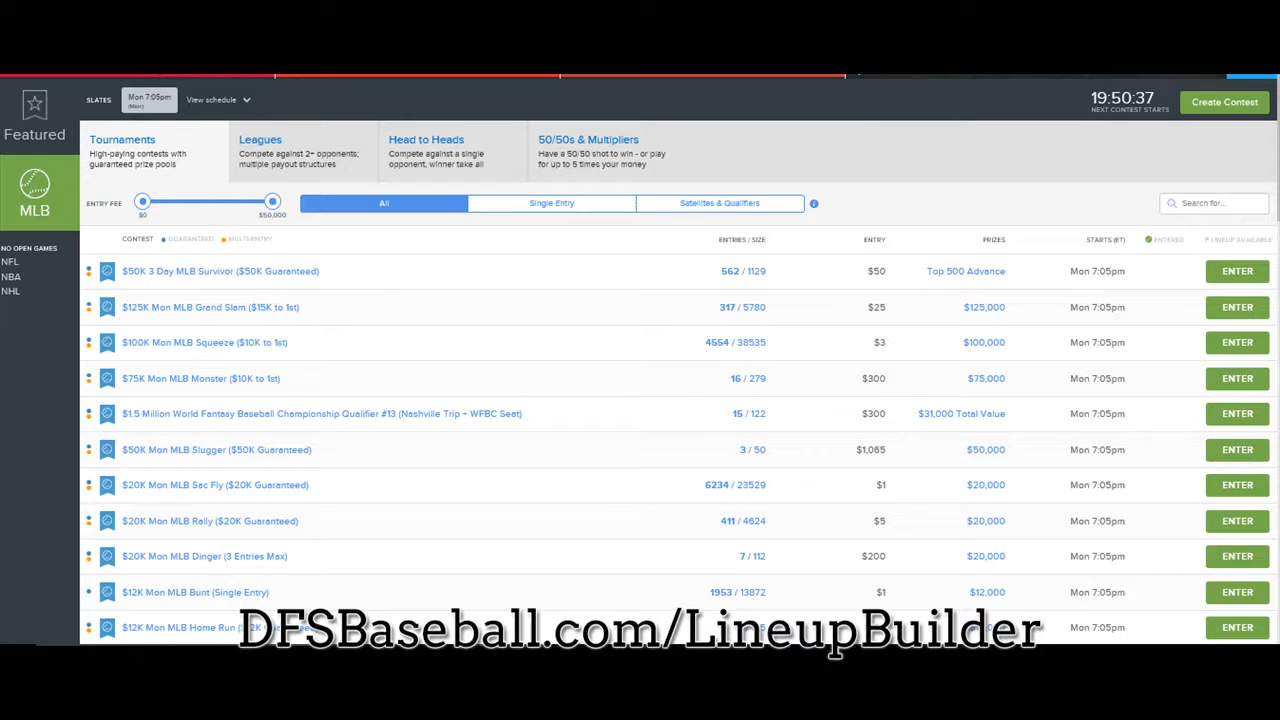 SLATES
Mon 7:05pm
(Main)
View schedule
19:50:37
NEXT CONTEST STARTS
Create Contest
Featured
MLB
NO OPEN GAMES
NFL
NBA
NHL
Tournaments
High-paying contests with
guaranteed prize pools
Leagues
Compete against 2+ opponents;
multiple payout structures
Head to Heads
Compete against a single
opponent, winner take all
50/50s & Multipliers
Have a 50/50 shot to win - or play
for up to 5 times your money
ENTRY FEE
$0
$50,000
All
Single Entry
Satellites & Qualifiers
Search for...
CONTEST GUARANTEED MULTI-ENTRY ENTRIES / SIZE ENTRY PRIZES STARTS (ET) ENTERED LINEUP AVAILABLE
$50K 3 Day MLB Survivor ($50K Guaranteed) 562 / 1129 $50 Top 500 Advance Mon 7:05pm ENTER
$125K Mon MLB Grand Slam ($15K to 1st) 317 / 5780 $25 $125,000 Mon 7:05pm ENTER
$100K Mon MLB Squeeze ($10K to 1st) 4554 / 38535 $3 $100,000 Mon 7:05pm ENTER
$75K Mon MLB Monster ($10K to 1st) 16 / 279 $300 $75,000 Mon 7:05pm ENTER
$1.5 Million World Fantasy Baseball Championship Qualifier #13 (Nashville Trip + WFBC Seat) 15 / 122 $300 $31,000 Total Value Mon 7:05pm ENTER
$50K Mon MLB Slugger ($50K Guaranteed) 3 / 50 $1,065 $50,000 Mon 7:05pm ENTER
$20K Mon MLB Sac Fly ($20K Guaranteed) 6234 / 23529 $1 $20,000 Mon 7:05pm ENTER
$20K Mon MLB Rally ($20K Guaranteed) 411 / 4624 $5 $20,000 Mon 7:05pm ENTER
$20K Mon MLB Dinger (3 Entries Max) 7 / 112 $200 $20,000 Mon 7:05pm ENTER
$12K Mon MLB Bunt (Single Entry) 1953 / 13872 $1 $12,000 Mon 7:05pm ENTER
$12K Mon MLB Home Run ENTER
DFSBaseball.com/LineupBuilder